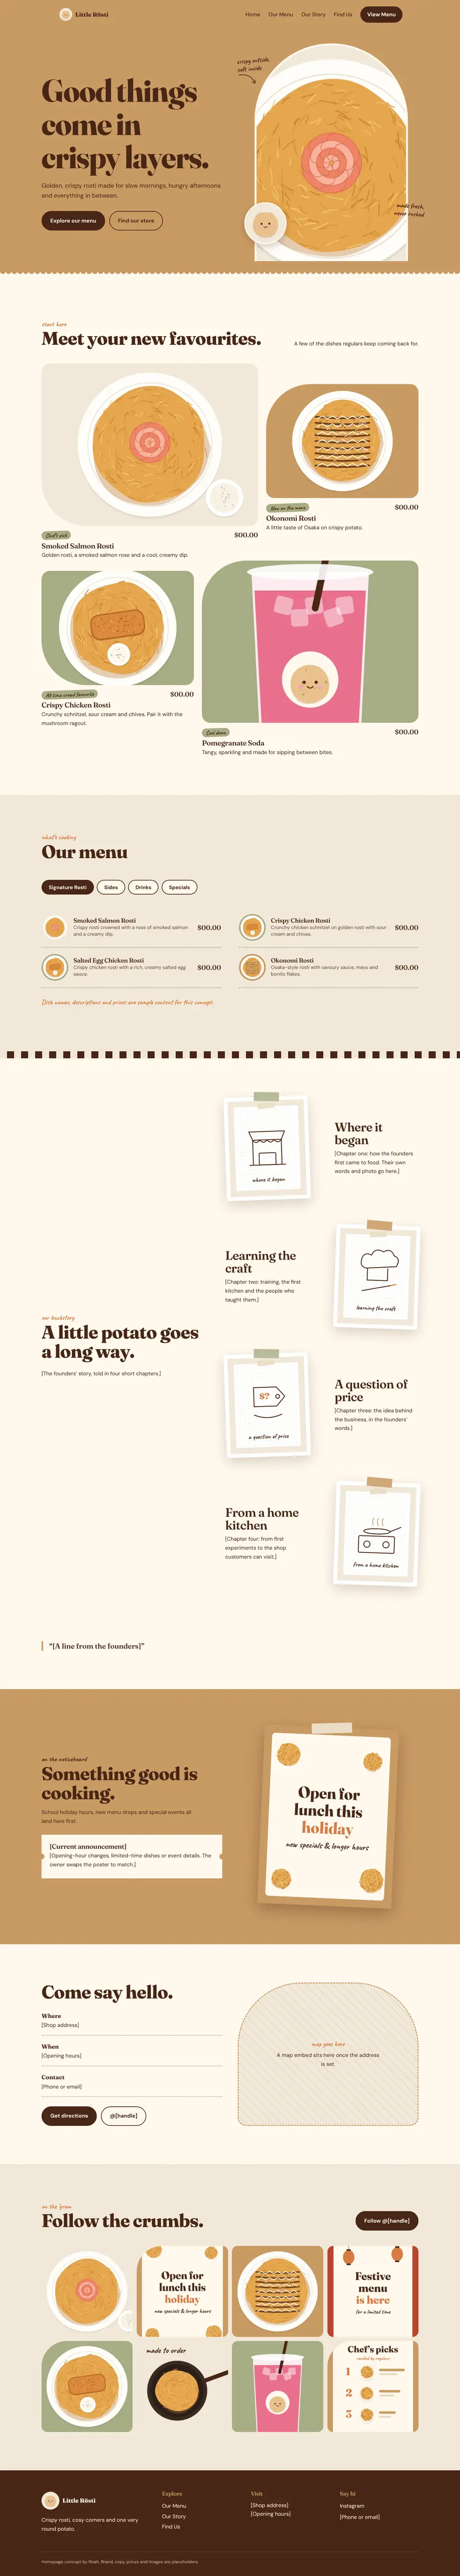 Little Rösti
Home
Our Menu
Our Story
Find Us
View Menu
crispy outside,
soft inside
Good things
come in
crispy layers.
Golden, crispy rosti made for slow mornings, hungry afternoons
and everything in between.
Explore our menu
Find our store
made fresh,
never rushed
start here
Meet your new favourites.
A few of the dishes regulars keep coming back for.
Chef's pick
$00.00
Smoked Salmon Rosti
Golden rosti, a smoked salmon rose and a cool, creamy dip.
New on the menu
$00.00
Okonomi Rosti
A little taste of Osaka on crispy potato.
All-time crowd favourite
$00.00
Crispy Chicken Rosti
Crunchy schnitzel, sour cream and chives. Pair it with the
mushroom ragout.
Cool down
$00.00
Pomegranate Soda
Tangy, sparkling and made for sipping between bites.
what's cooking
Our menu
Signature Rosti
Sides
Drinks
Specials
Smoked Salmon Rosti
Crispy rosti crowned with a rose of smoked salmon
and a creamy dip.
$00.00
Crispy Chicken Rosti
Crunchy chicken schnitzel on golden rosti with sour
cream and chives.
$00.00
Salted Egg Chicken Rosti
Crispy chicken rosti with a rich, creamy salted egg
sauce.
$00.00
Okonomi Rosti
Osaka-style rosti with savoury sauce, mayo and
bonito flakes.
$00.00
Dish names, descriptions and prices are sample content for this concept.
where it began
Where it
began
[Chapter one: how the founders
first came to food. Their own
words and photo go here.]
Learning the
craft
[Chapter two: training, the first
kitchen and the people who
taught them.]
learning the craft
our backstory
A little potato goes
a long way.
[The founders' story, told in four short chapters.]
$?
a question of price
A question of
price
[Chapter three: the idea behind
the business, in the founders'
words.]
From a home
kitchen
[Chapter four: from first
experiments to the shop
customers can visit.]
from a home kitchen
“[A line from the founders]”
on the noticeboard
Something good is
cooking.
School holiday hours, new menu drops and special events all
land here first.
[Current announcement]
[Opening-hour changes, limited-time dishes or event details. The
owner swaps the poster to match.]
Open for
lunch this
holiday
new specials & longer hours
Come say hello.
Where
[Shop address]
When
[Opening hours]
Contact
[Phone or email]
Get directions
@[handle]
map goes here
A map embed sits here once the address
is set.
on the 'gram
Follow the crumbs.
Follow @[handle]
Open for
lunch this
holiday
new specials & longer hours
Festive
menu
is here
for a limited time
made to order
Chef's picks
ranked by regulars
1
2
3
Little Rösti
Crispy rosti, cosy corners and one very
round potato.
Explore
Our Menu
Our Story
Find Us
Visit
[Shop address]
[Opening hours]
Say hi
Instagram
[Phone or email]
Homepage concept by Noah. Brand, copy, prices and images are placeholders.